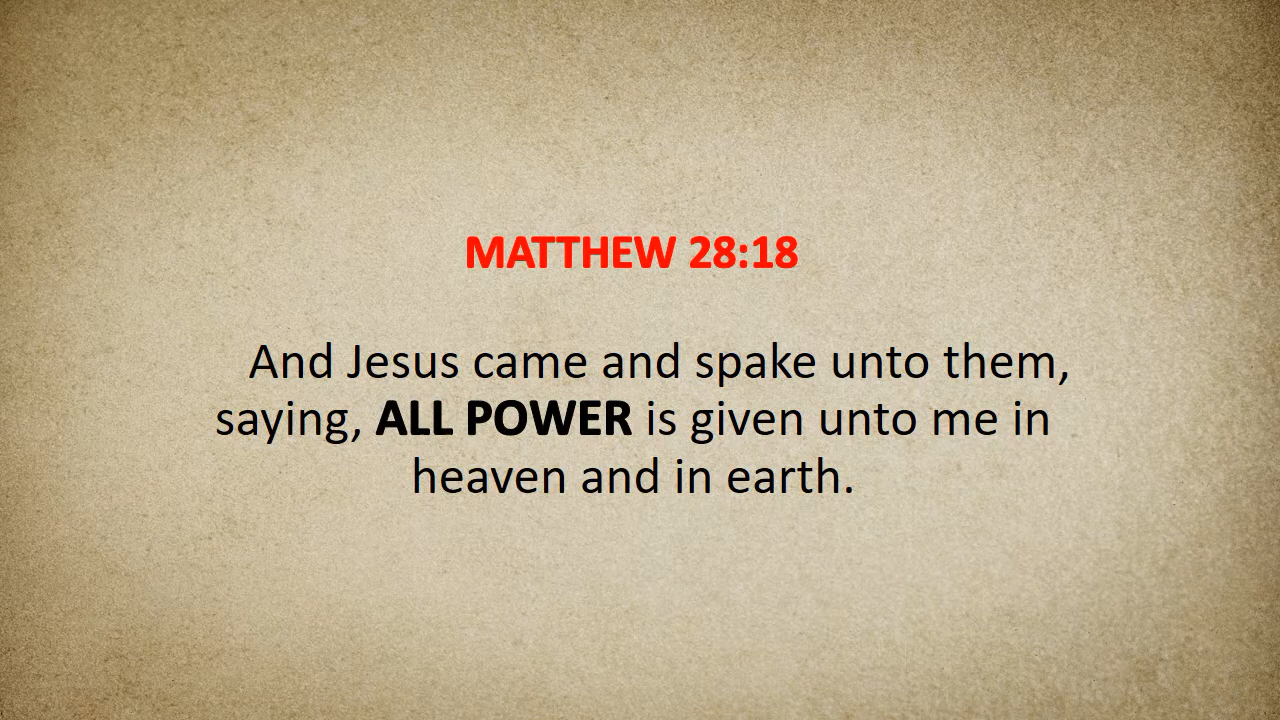 MATTHEW 28:18
And Jesus came and spake unto them,
saying, ALL POWER is given unto me in
heaven and in earth.